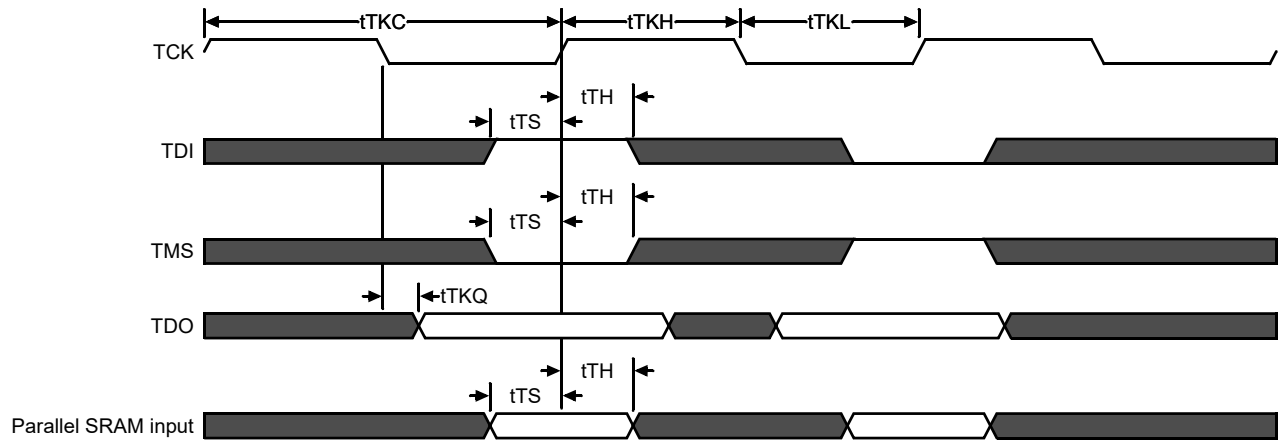 tTKC
tTKH
tTKL
TCK
tTH
tTS
TDI
tTH
tTS
TMS
tTKQ
TDO
tTH
tTS
Parallel SRAM input